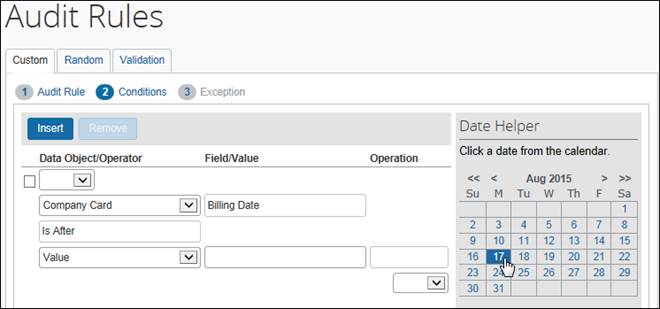 Audit Rules
Custom Random Validation
1 Audit Rule 2 Conditions 3 Exception
Insert Remove
Data Object/Operator Field/Value Operation
Company Card Billing Date
Is After
Value
Date Helper
Click a date from the calendar.
<< < Aug 2015 > >>
Su M Tu W Th F Sa
1
2 3 4 5 6 7 8
9 10 11 12 13 14 15
16 17 18 19 20 21 22
23 24 25 26 27 28 29
30 31